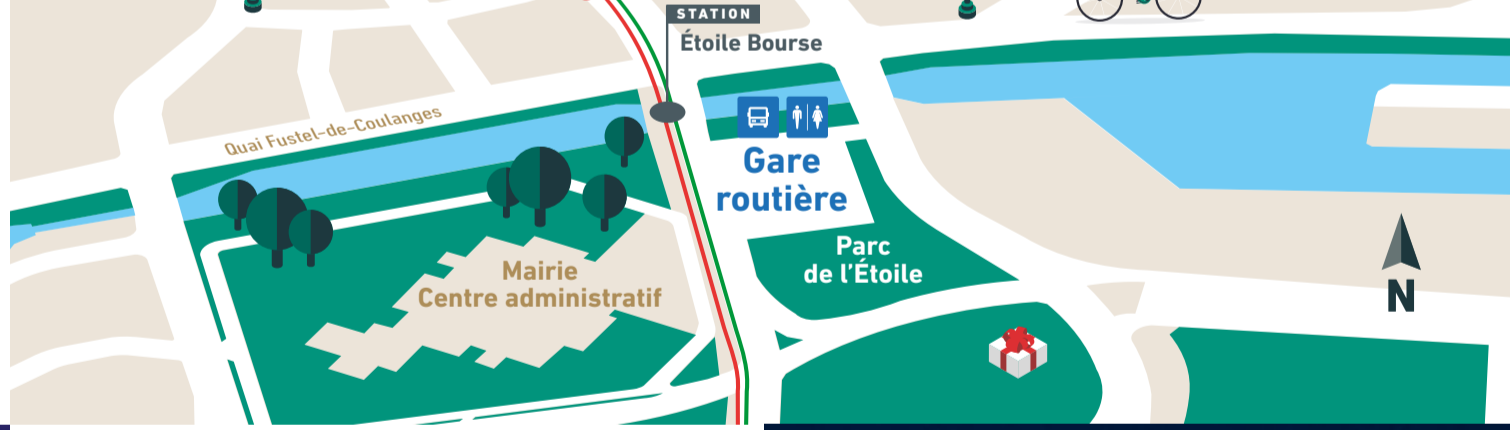 STATION
Étoile Bourse
Quai Fustel-de-Coulanges
Gare
routière
Parc
de l'Étoile
Mairie
Centre administratif
N